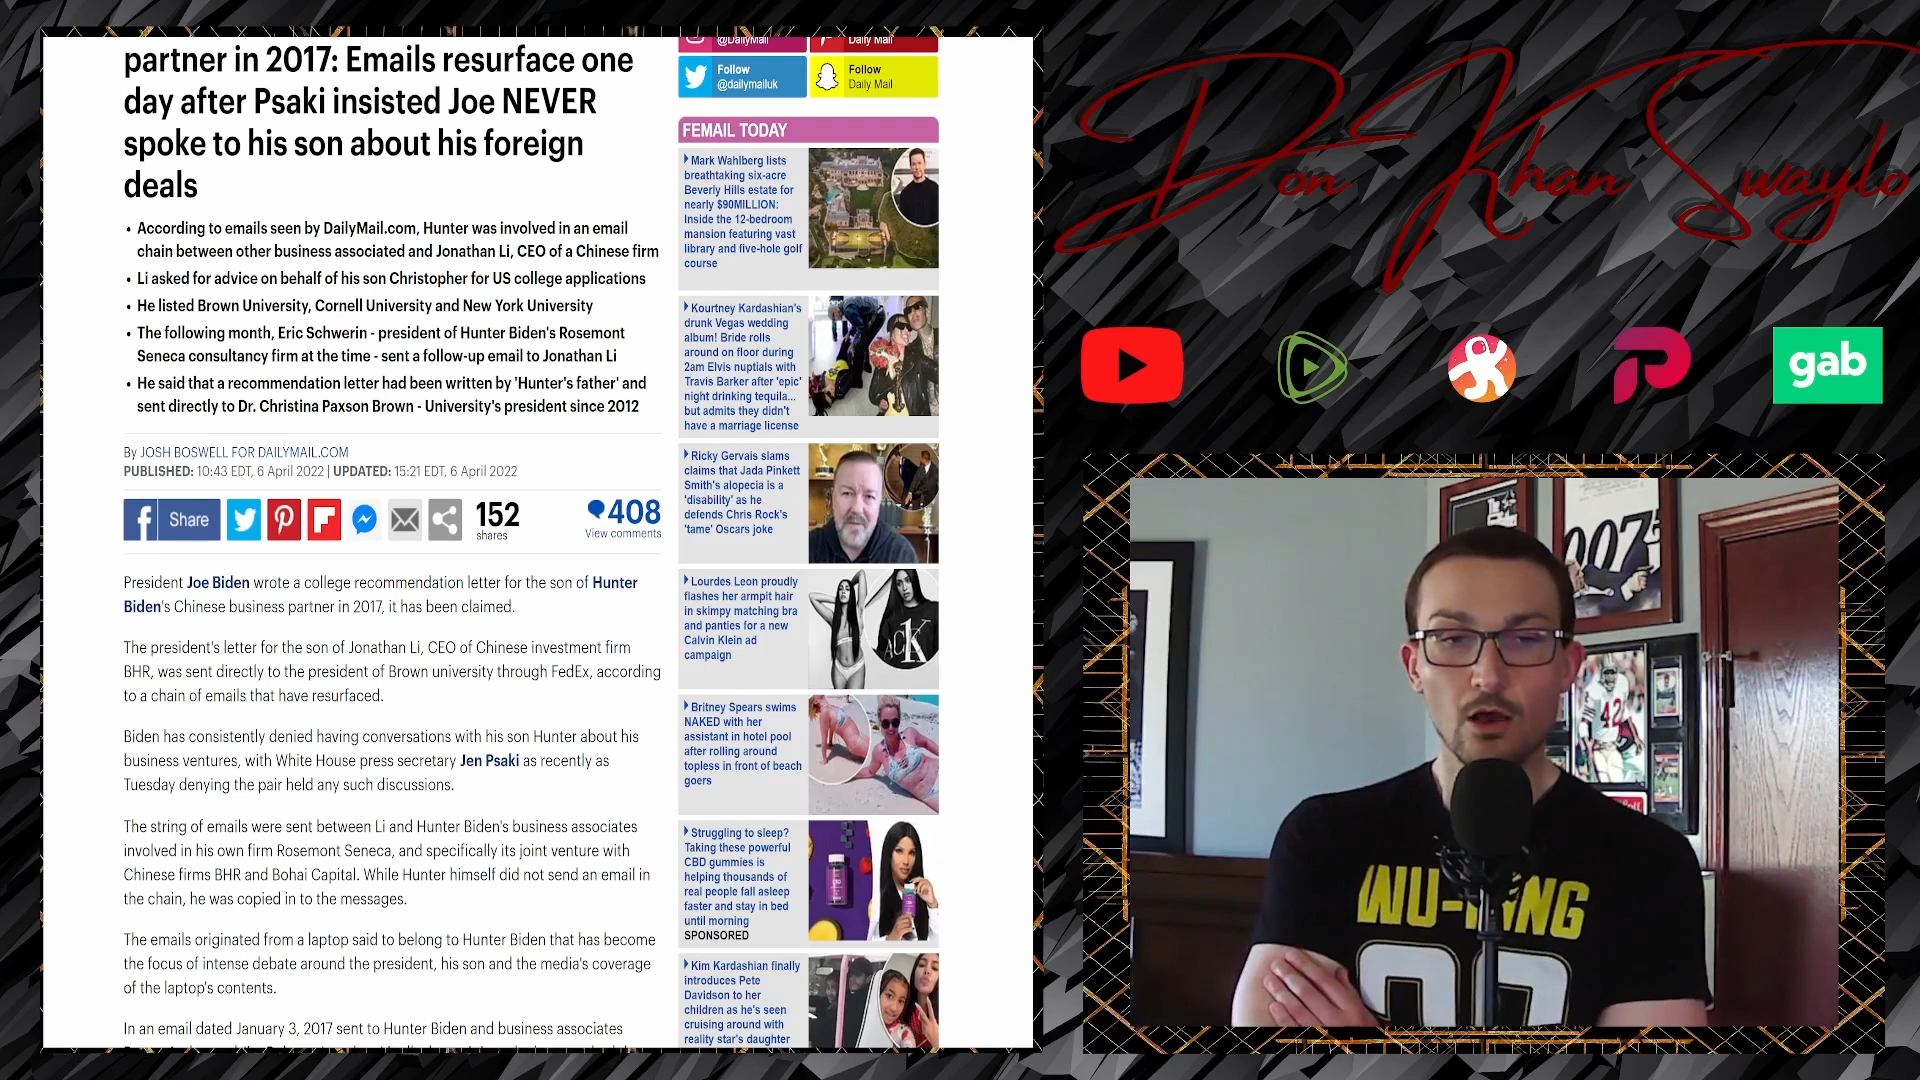 partner in 2017: Emails resurface one
day after Psaki insisted Joe NEVER
spoke to his son about his foreign
deals
• According to emails seen by DailyMail.com, Hunter was involved in an email
chain between other business associated and Jonathan Li, CEO of a Chinese firm
• Li asked for advice on behalf of his son Christopher for US college applications
• He listed Brown University, Cornell University and New York University
• The following month, Eric Schwerin - president of Hunter Biden's Rosemont
Seneca consultancy firm at the time - sent a follow-up email to Jonathan Li
• He said that a recommendation letter had been written by 'Hunter's father' and
sent directly to Dr. Christina Paxson Brown - University's president since 2012
By JOSH BOSWELL FOR DAILYMAIL.COM
PUBLISHED: 10:43 EDT, 6 April 2022 | UPDATED: 15:21 EDT, 6 April 2022
Share
152
shares
408
View comments
President Joe Biden wrote a college recommendation letter for the son of Hunter
Biden's Chinese business partner in 2017, it has been claimed.
The president's letter for the son of Jonathan Li, CEO of Chinese investment firm
BHR, was sent directly to the president of Brown university through FedEx, according
to a chain of emails that have resurfaced.
Biden has consistently denied having conversations with his son Hunter about his
business ventures, with White House press secretary Jen Psaki as recently as
Tuesday denying the pair held any such discussions.
The string of emails were sent between Li and Hunter Biden's business associates
involved in his own firm Rosemont Seneca, and specifically its joint venture with
Chinese firms BHR and Bohai Capital. While Hunter himself did not send an email in
the chain, he was copied in to the messages.
The emails originated from a laptop said to belong to Hunter Biden that has become
the focus of intense debate around the president, his son and the media's coverage
of the laptop's contents.
In an email dated January 3, 2017 sent to Hunter Biden and business associates
@DailyMail
Daily Mail
Follow
@dailymailuk
Follow
Daily Mail
FEMAIL TODAY
Mark Wahlberg lists
breathtaking six-acre
Beverly Hills estate for
nearly $90MILLION:
Inside the 12-bedroom
mansion featuring vast
library and five-hole golf
course
Kourtney Kardashian's
drunk Vegas wedding
album! Bride rolls
around on floor during
2am Elvis nuptials with
Travis Barker after 'epic'
night drinking tequila...
but admits they didn't
have a marriage license
Ricky Gervais slams
claims that Jada Pinkett
Smith's alopecia is a
'disability' as he
defends Chris Rock's
'tame' Oscars joke
Lourdes Leon proudly
flashes her armpit hair
in skimpy matching bra
and panties for a new
Calvin Klein ad
campaign
Britney Spears swims
NAKED with her
assistant in hotel pool
after rolling around
topless in front of beach
goers
Struggling to sleep?
Taking these powerful
CBD gummies is
helping thousands of
real people fall asleep
faster and stay in bed
until morning
SPONSORED
Kim Kardashian finally
introduces Pete
Davidson to her
children as he's seen
cruising around with
reality star's daughter
Don Khan Swaylo
gab
007
42
WU-